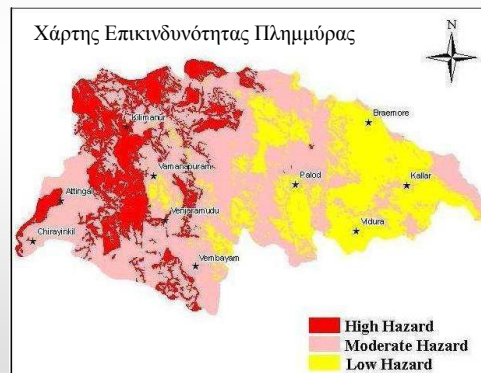 Χάρτης Επικινδυνότητας Πλημμύρας
N
Braemore
Kilimanur
Vamanapuram
Palod
Kallar
Attingal
Venjaramudu
Vidura
Chirayinkil
Vembayam
High Hazard
Moderate Hazard
Low Hazard